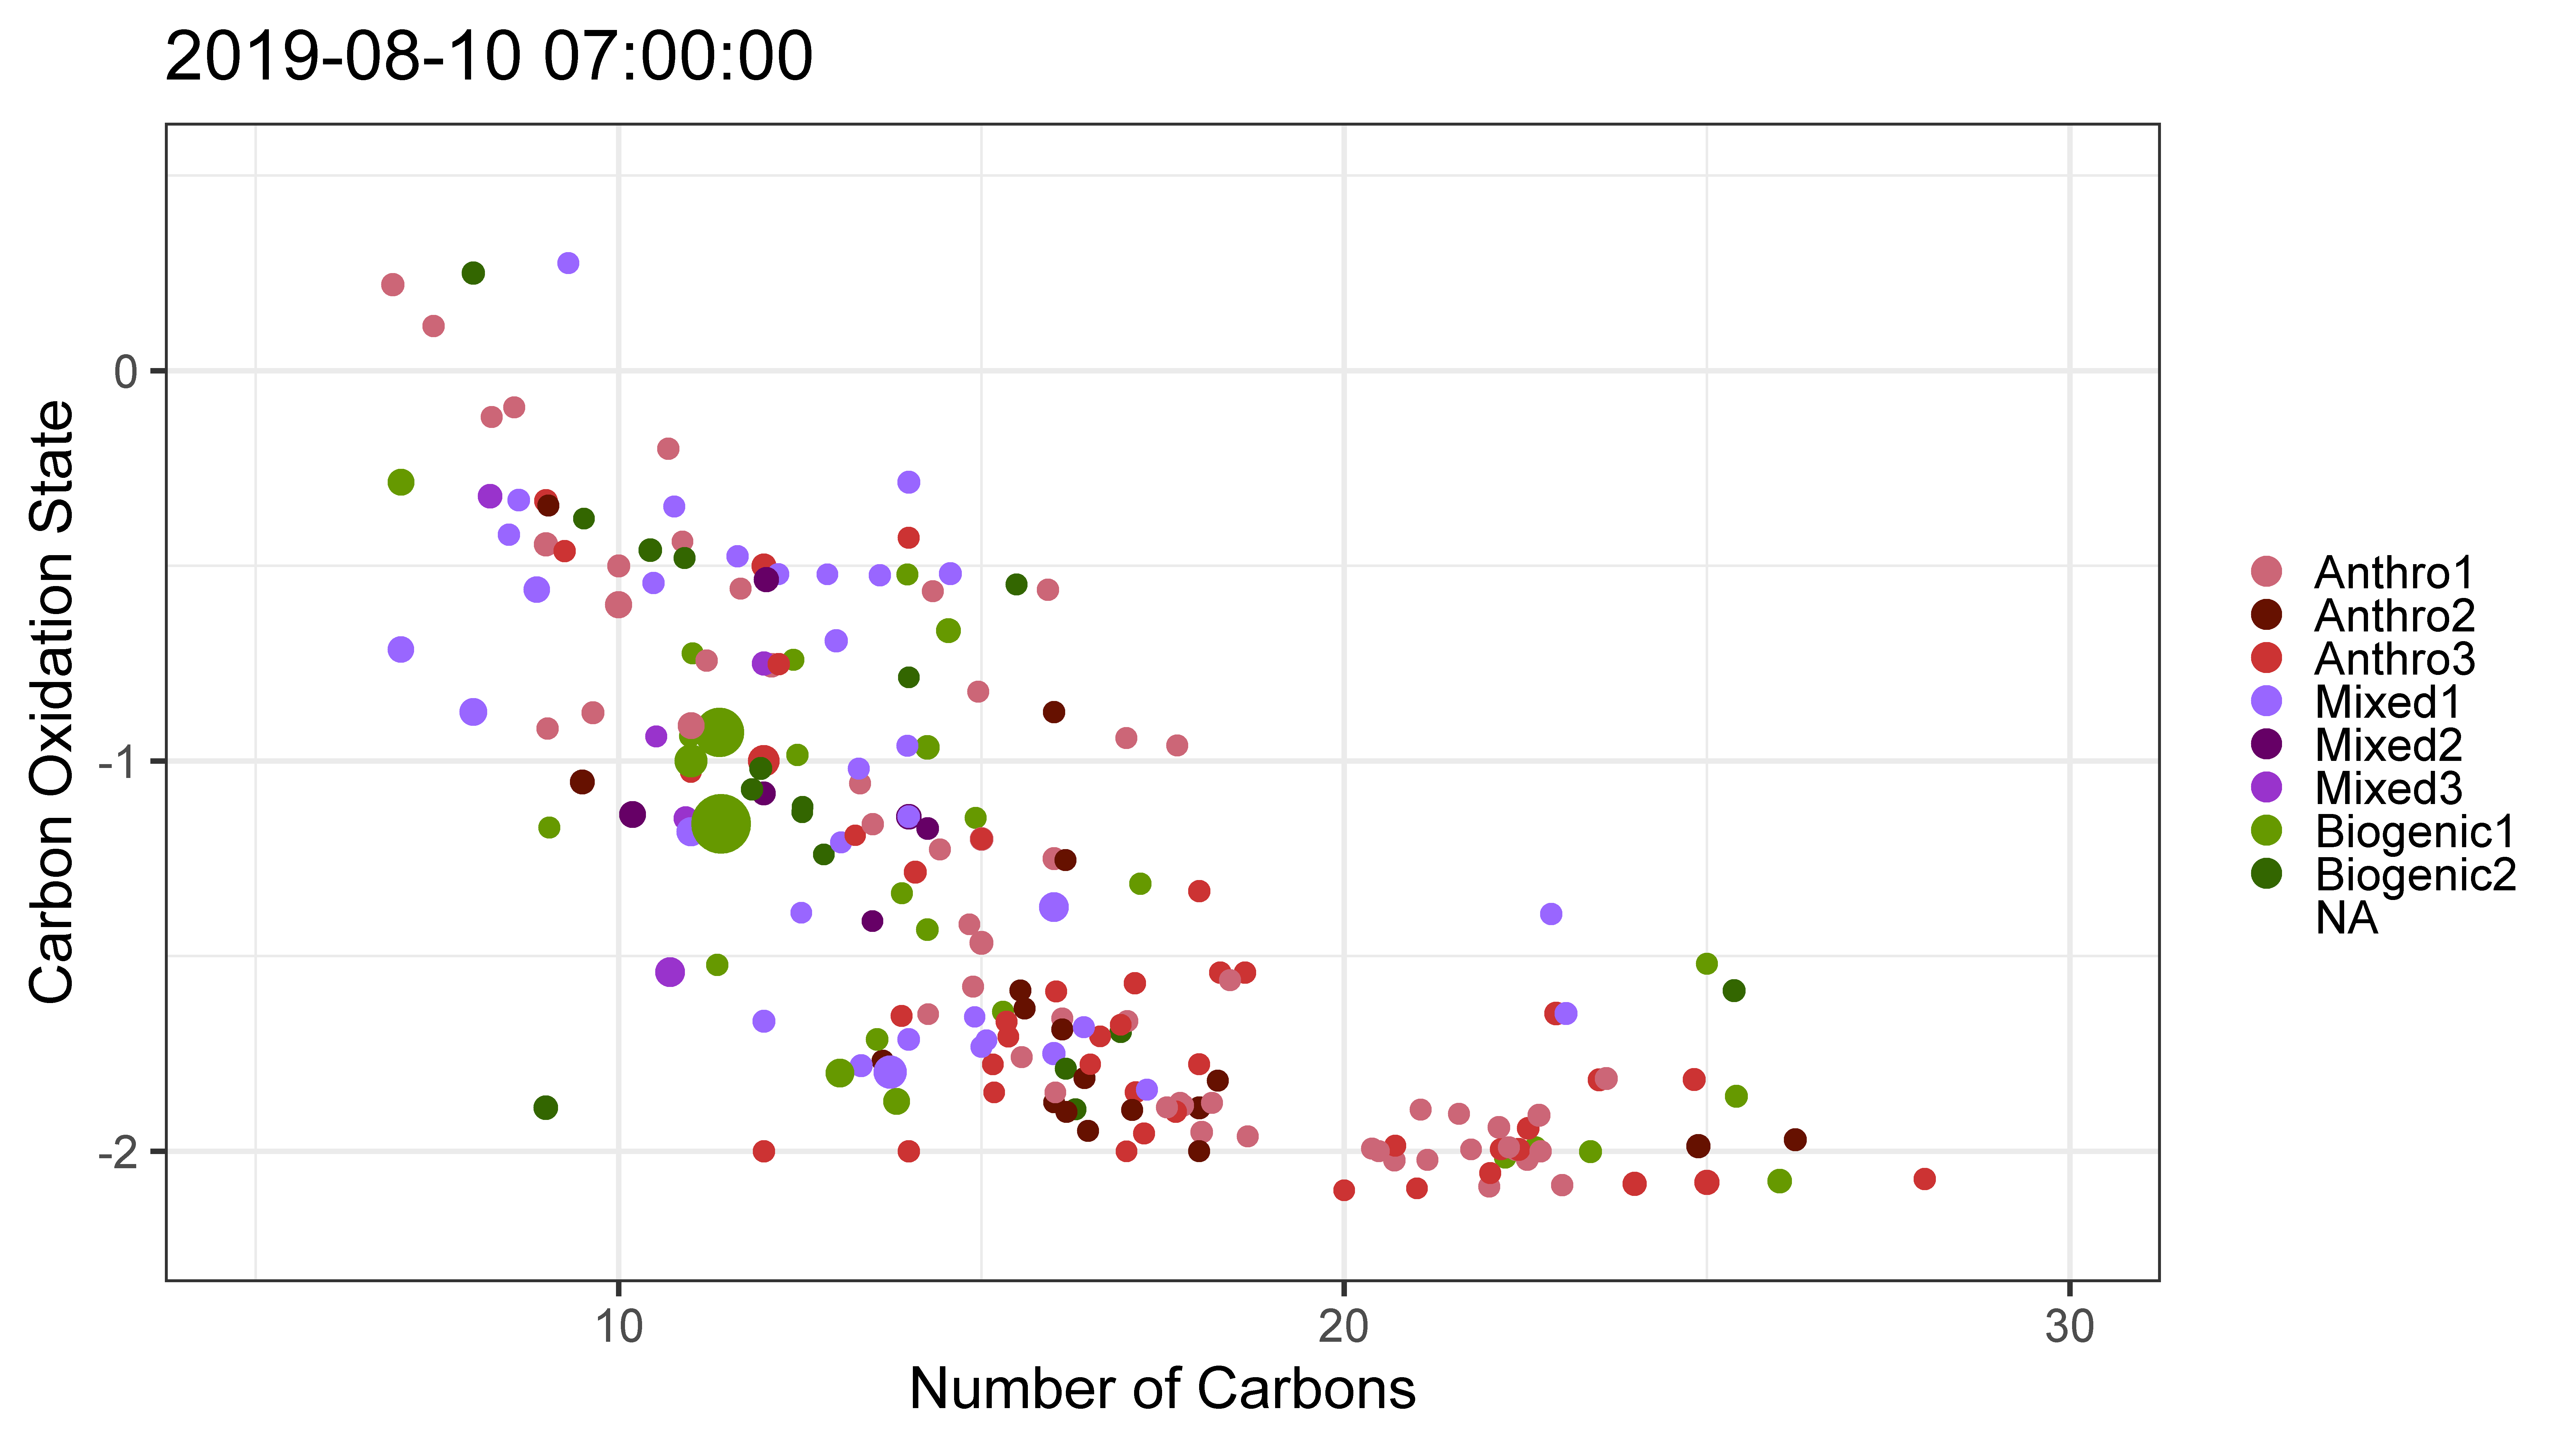 2019-08-10 07:00:00
Carbon Oxidation State
0
-1
-2
10
20
30
Number of Carbons
Anthro1
Anthro2
Anthro3
Mixed1
Mixed2
Mixed3
Biogenic1
Biogenic2
NA